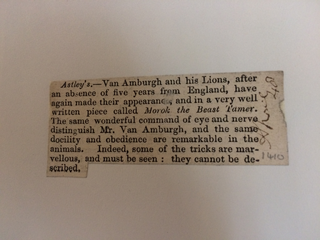 Astley's.—Van Amburgh and his Lions, after
an absence of five years from England, have
again made their appearance, and in a very well
written piece called Morok the Beast Tamer.
The same wonderful command of eye and nerve
distinguish Mr. Van Amburgh, and the same
docility and obedience are remarkable in the
animals. Indeed, some of the tricks are mar-
vellous, and must be seen : they cannot be de-
scribed.